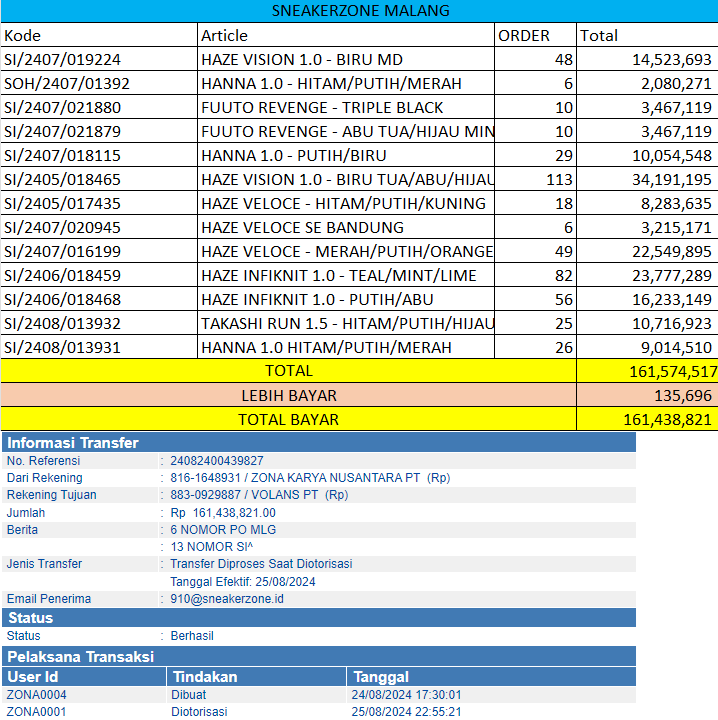 SNEAKERZONE MALANG
Kode Article ORDER Total
SI/2407/019224 HAZE VISION 1.0 - BIRU MD 48 14,523,693
SOH/2407/01392 HANNA 1.0 - HITAM/PUTIH/MERAH 6 2,080,271
SI/2407/021880 FUUTO REVENGE - TRIPLE BLACK 10 3,467,119
SI/2407/021879 FUUTO REVENGE - ABU TUA/HIJAU MIN 10 3,467,119
SI/2407/018115 HANNA 1.0 - PUTIH/BIRU 29 10,054,548
SI/2405/018465 HAZE VISION 1.0 - BIRU TUA/ABU/HIJAU 113 34,191,195
SI/2405/017435 HAZE VELOCE - HITAM/PUTIH/KUNING 18 8,283,635
SI/2407/020945 HAZE VELOCE SE BANDUNG 6 3,215,171
SI/2407/016199 HAZE VELOCE - MERAH/PUTIH/ORANGE 49 22,549,895
SI/2406/018459 HAZE INFIKNIT 1.0 - TEAL/MINT/LIME 82 23,777,289
SI/2406/018468 HAZE INFIKNIT 1.0 - PUTIH/ABU 56 16,233,149
SI/2408/013932 TAKASHI RUN 1.5 - HITAM/PUTIH/HIJAU 25 10,716,923
SI/2408/013931 HANNA 1.0 HITAM/PUTIH/MERAH 26 9,014,510
TOTAL 161,574,517
LEBIH BAYAR 135,696
TOTAL BAYAR 161,438,821
Informasi Transfer
No. Referensi : 24082400439827
Dari Rekening : 816-1648931 / ZONA KARYA NUSANTARA PT (Rp)
Rekening Tujuan : 883-0929887 / VOLANS PT (Rp)
Jumlah : Rp 161,438,821.00
Berita : 6 NOMOR PO MLG
: 13 NOMOR SI^
Jenis Transfer : Transfer Diproses Saat Diotorisasi
Tanggal Efektif: 25/08/2024
Email Penerima : 910@sneakerzone.id
Status
Status : Berhasil
Pelaksana Transaksi
User Id Tindakan Tanggal
ZONA0004 Dibuat 24/08/2024 17:30:01
ZONA0001 Diotorisasi 25/08/2024 22:55:21